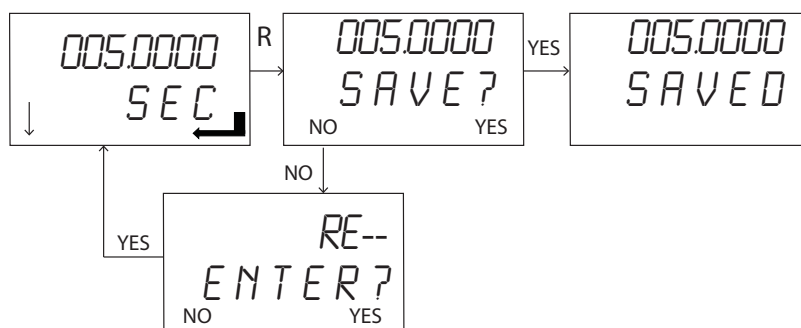 005.0000
SEC
R
005.0000
SAVE?
NO YES
YES
005.0000
SAVED
NO
YES
RE--
ENTER?
NO YES